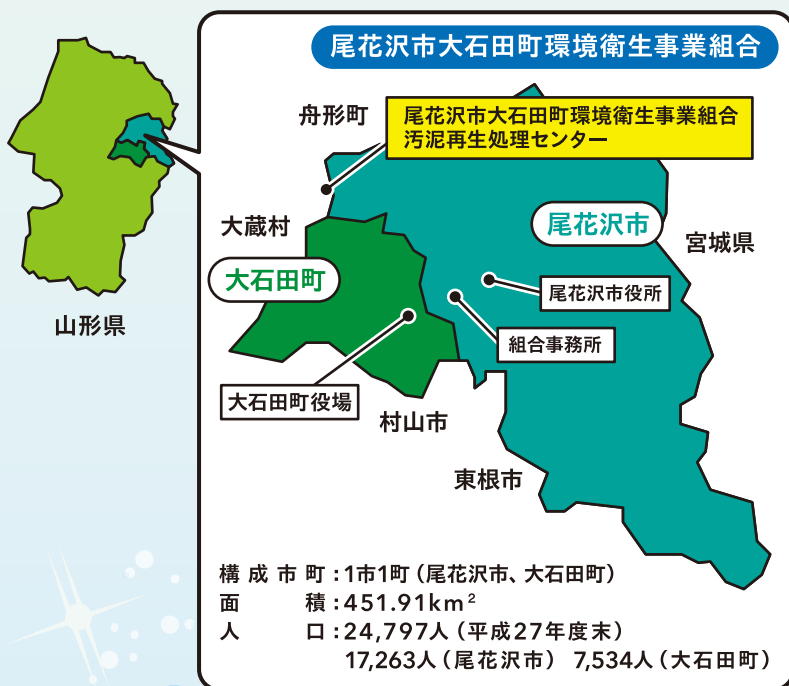 尾花沢市大石田町環境衛生事業組合
舟形町
尾花沢市大石田町環境衛生事業組合
汚泥再生処理センター
大蔵村
尾花沢市
宮城県
大石田町
尾花沢市役所
山形県
組合事務所
大石田町役場
村山市
東根市
構成市町:1市1町(尾花沢市、大石田町)
面積:451.91km²
人口:24,797人(平成27年度末)
17,263人(尾花沢市) 7,534人(大石田町)